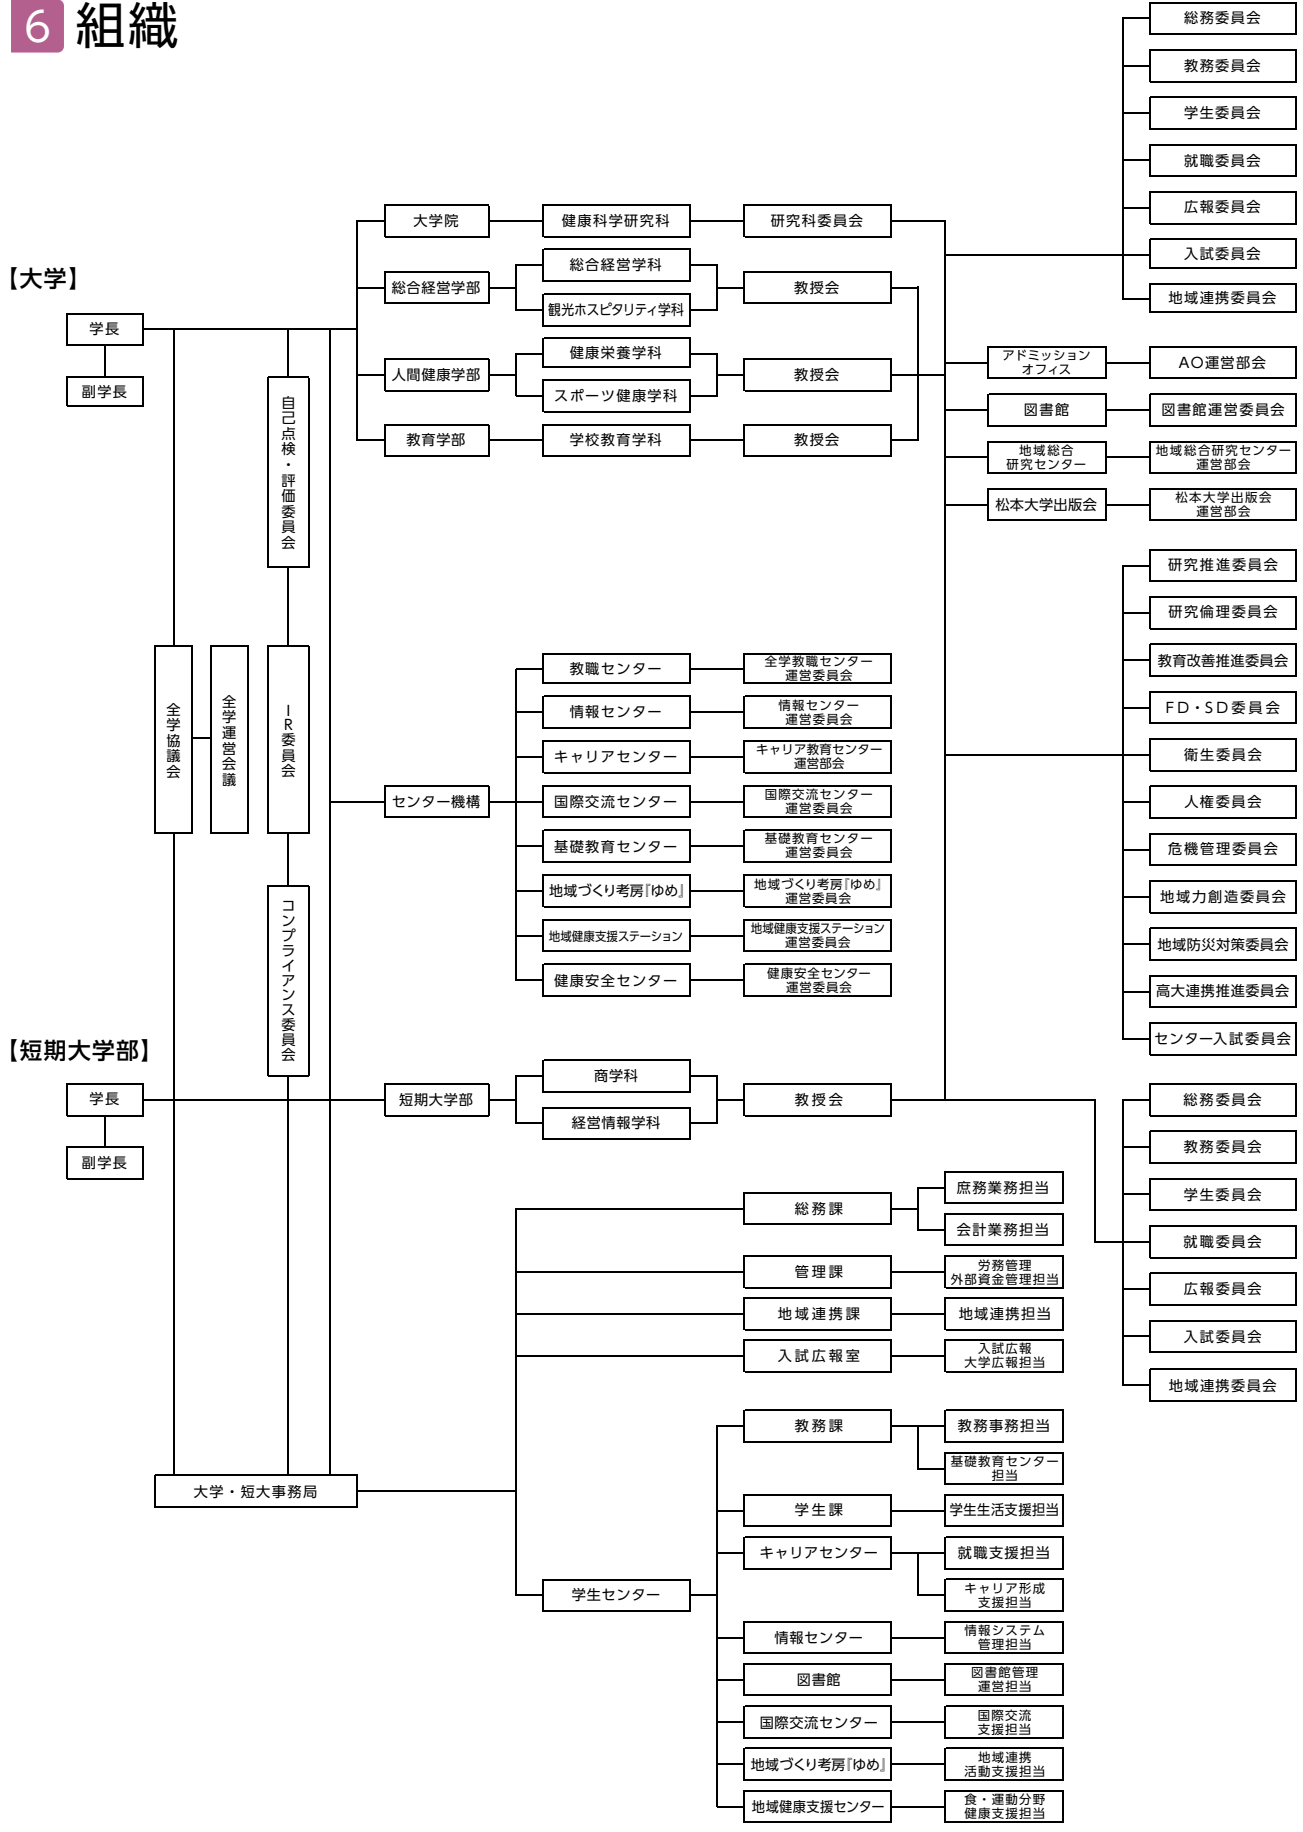 6 組織
総務委員会
教務委員会
学生委員会
就職委員会
広報委員会
入試委員会
地域連携委員会
【大学】
学長
副学長
大学院
健康科学研究科
研究科委員会
総合経営学部
総合経営学科
観光ホスピタリティ学科
教授会
人間健康学部
健康栄養学科
スポーツ健康学科
教授会
教育学部
学校教育学科
教授会
アドミッション
オフィス
AO運営部会
図書館
図書館運営委員会
地域総合
研究センター
地域総合研究センター
運営部会
松本大学出版会
松本大学出版会
運営部会
自己点検・評価委員会
全学協議会
全学運営会議
IR委員会
コンプライアンス委員会
センター機構
教職センター
全学教職センター
運営委員会
情報センター
情報センター
運営委員会
キャリアセンター
キャリア教育センター
運営部会
国際交流センター
国際交流センター
運営委員会
基礎教育センター
基礎教育センター
運営委員会
地域づくり考房『ゆめ』
地域づくり考房『ゆめ』
運営委員会
地域健康支援ステーション
地域健康支援ステーション
運営委員会
健康安全センター
健康安全センター
運営委員会
研究推進委員会
研究倫理委員会
教育改善推進委員会
FD・SD委員会
衛生委員会
人権委員会
危機管理委員会
地域力創造委員会
地域防災対策委員会
高大連携推進委員会
センター入試委員会
【短期大学部】
学長
副学長
短期大学部
商学科
経営情報学科
教授会
総務委員会
教務委員会
学生委員会
就職委員会
広報委員会
入試委員会
地域連携委員会
大学・短大事務局
総務課
庶務業務担当
会計業務担当
管理課
労務管理
外部資金管理担当
地域連携課
地域連携担当
入試広報室
入試広報
大学広報担当
学生センター
教務課
教務事務担当
基礎教育センター
担当
学生課
学生生活支援担当
キャリアセンター
就職支援担当
キャリア形成
支援担当
情報センター
情報システム
管理担当
図書館
図書館管理
運営担当
国際交流センター
国際交流
支援担当
地域づくり考房『ゆめ』
地域連携
活動支援担当
地域健康支援センター
食・運動分野
健康支援担当